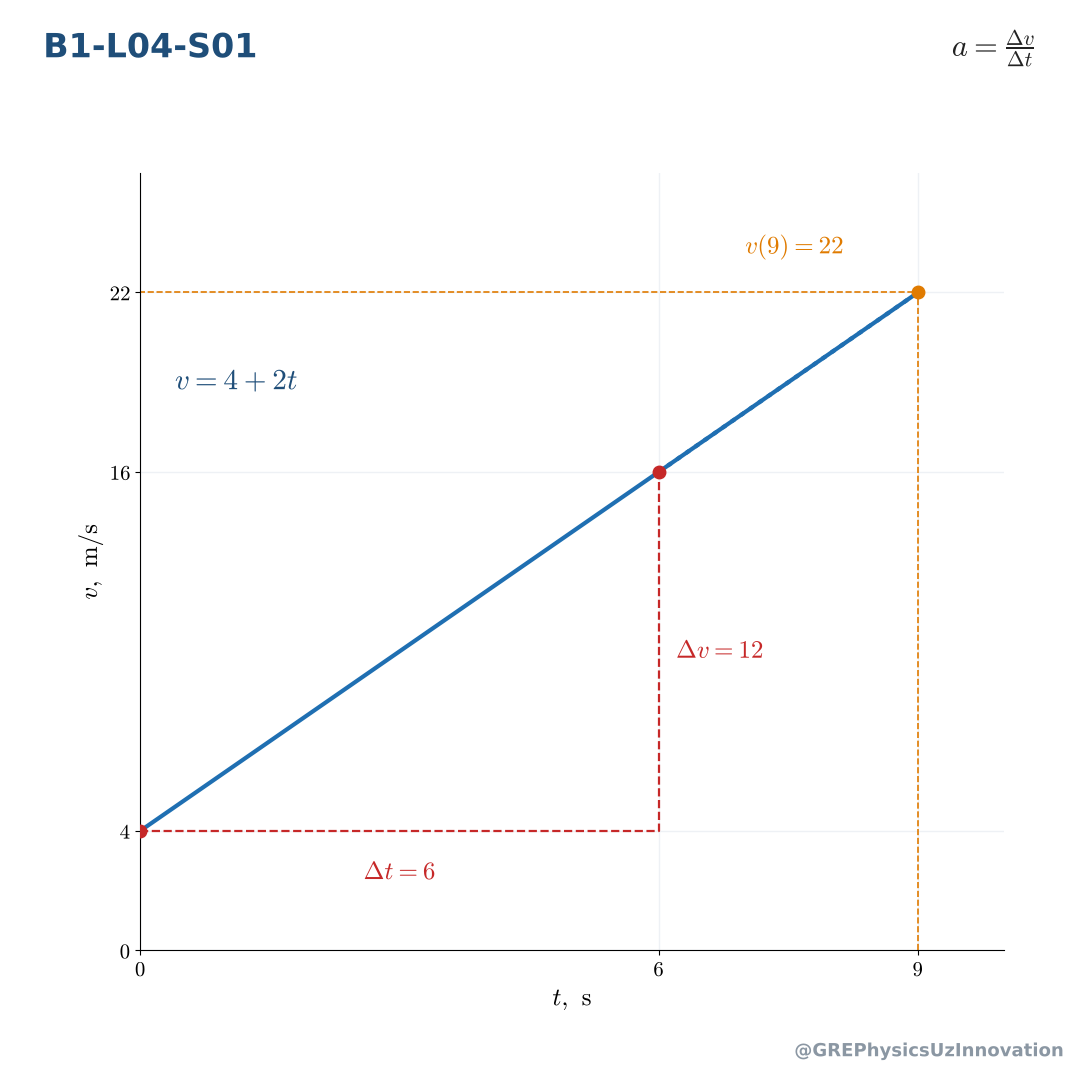 B1-L04-S01
a = Δv/Δt
v(9) = 22
22
v = 4 + 2t
16
v, m/s
Δv = 12
4
Δt = 6
0
0 6 9
t, s
@GREPhysicsUzInnovation